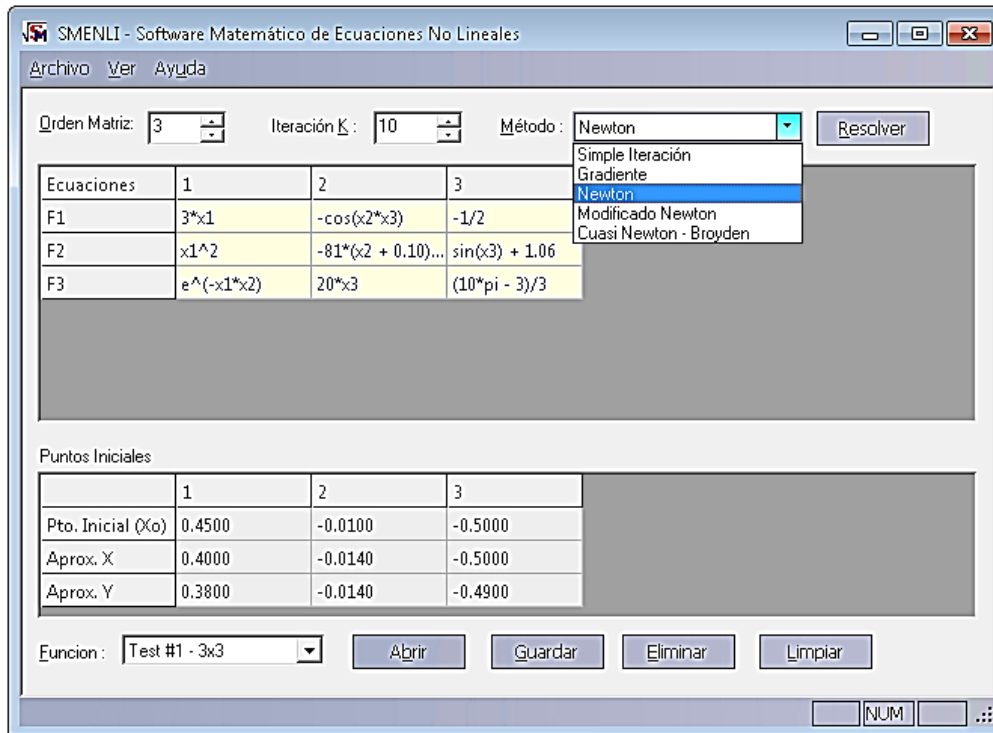 SMENLI - Software Matemático de Ecuaciones No Lineales
Archivo Ver Ayuda
Orden Matriz: 3 Iteración K : 10 Método : Newton Resolver
Simple Iteración
Gradiente
Newton
Modificado Newton
Cuasi Newton - Broyden
Ecuaciones 1 2 3
F1 3*x1 -cos(x2*x3) -1/2
F2 x1^2 -81*(x2 + 0.10)... sin(x3) + 1.06
F3 e^(-x1*x2) 20*x3 (10*pi - 3)/3
Puntos Iniciales
1 2 3
Pto. Inicial (Xo) 0.4500 -0.0100 -0.5000
Aprox. X 0.4000 -0.0140 -0.5000
Aprox. Y 0.3800 -0.0140 -0.4900
Funcion : Test #1 - 3x3 Abrir Guardar Eliminar Limpiar
NUM